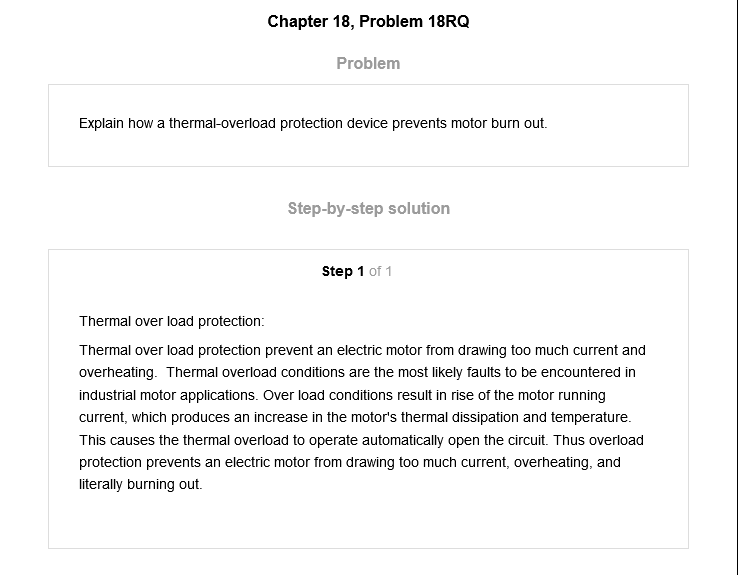 Chapter 18, Problem 18RQ
Problem
Explain how a thermal-overload protection device prevents motor burn out.
Step-by-step solution
Step 1 of 1
Thermal over load protection:
Thermal over load protection prevent an electric motor from drawing too much current and
overheating.  Thermal overload conditions are the most likely faults to be encountered in
industrial motor applications. Over load conditions result in rise of the motor running
current, which produces an increase in the motor's thermal dissipation and temperature.
This causes the thermal overload to operate automatically open the circuit. Thus overload
protection prevents an electric motor from drawing too much current, overheating, and
literally burning out.